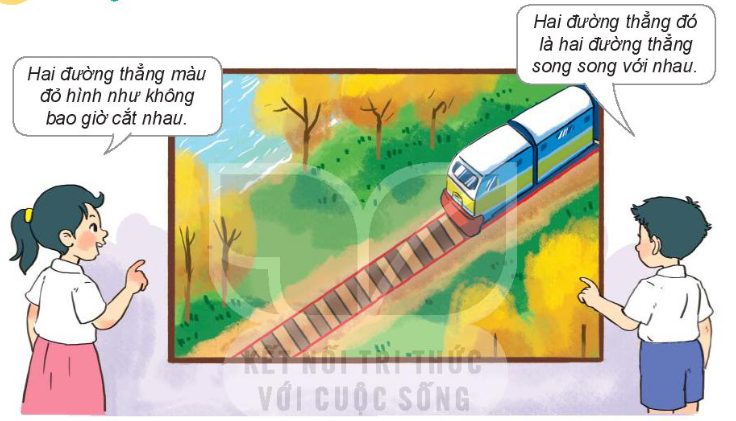 Hai đường thẳng màu
đỏ hình như không
bao giờ cắt nhau.
Hai đường thẳng đó
là hai đường thẳng
song song với nhau.
KẾT NỐI TRI THỨC
VỚI CUỘC SỐNG